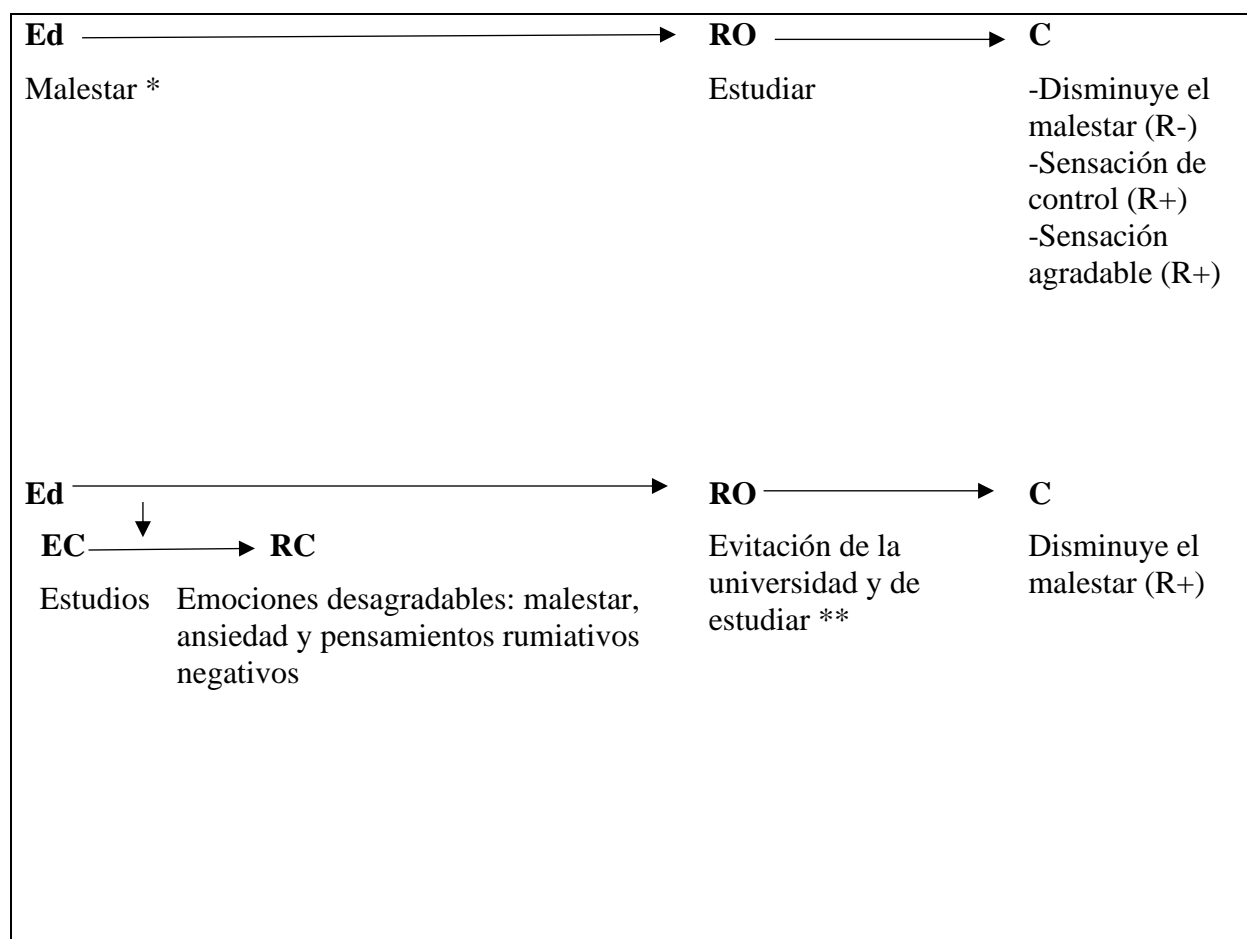 Ed RO C
Malestar * Estudiar -Disminuye el
malestar (R-)
-Sensación de
control (R+)
-Sensación
agradable (R+)
Ed RO C
EC RC Evitación de la Disminuye el
universidad y de malestar (R+)
Estudios Emociones desagradables: malestar, estudiar **
ansiedad y pensamientos rumiativos
negativos